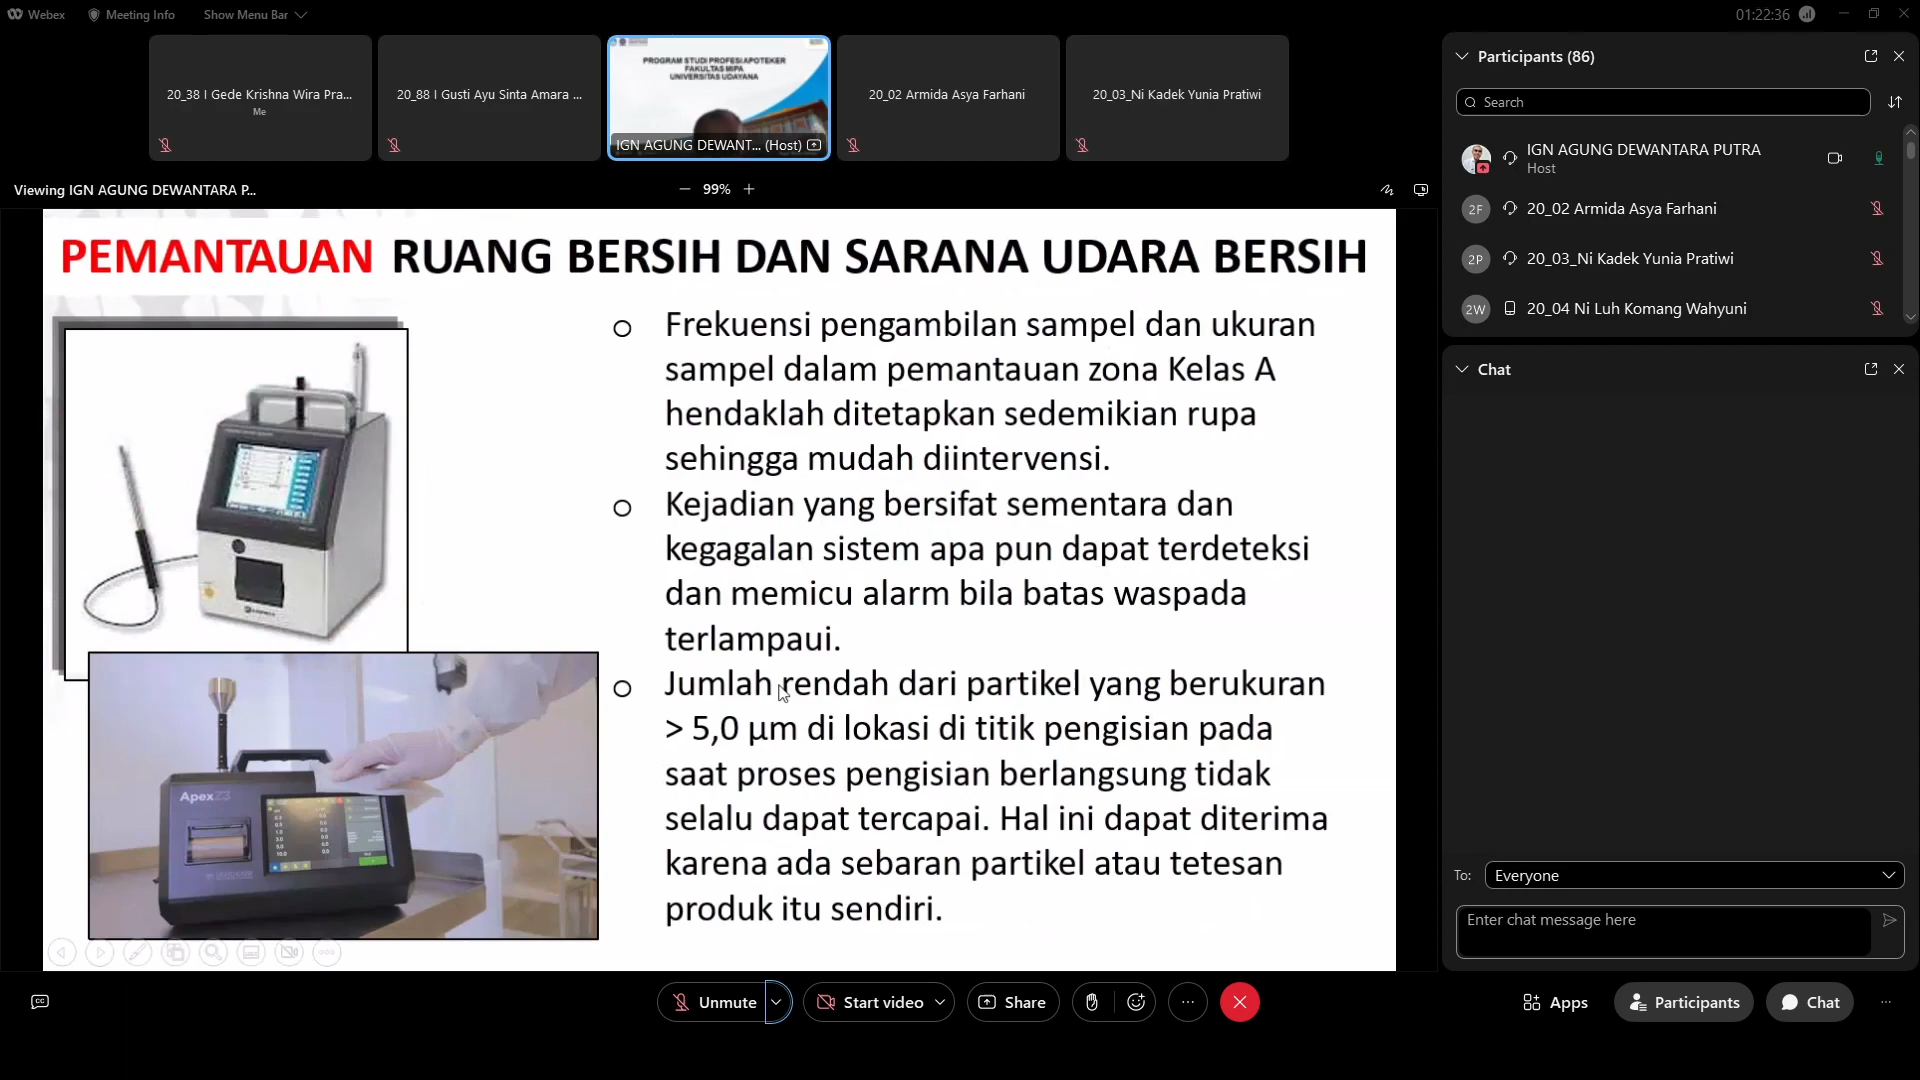 Webex
Meeting Info
Show Menu Bar
01:22:36
20_38 I Gede Krishna Wira Pra...
Me
20_88 I Gusti Ayu Sinta Amara ...
PROGRAM STUDI PROFESI APOTEKER
FAKULTAS MIPA
UNIVERSITAS UDAYANA
IGN AGUNG DEWANT... (Host)
20_02 Armida Asya Farhani
20_03_Ni Kadek Yunia Pratiwi
Viewing IGN AGUNG DEWANTARA P...
99%
PEMANTAUAN RUANG BERSIH DAN SARANA UDARA BERSIH
o Frekuensi pengambilan sampel dan ukuran
sampel dalam pemantauan zona Kelas A
hendaklah ditetapkan sedemikian rupa
sehingga mudah diintervensi.
o Kejadian yang bersifat sementara dan
kegagalan sistem apa pun dapat terdeteksi
dan memicu alarm bila batas waspada
terlampaui.
o Jumlah rendah dari partikel yang berukuran
> 5,0 µm di lokasi di titik pengisian pada
saat proses pengisian berlangsung tidak
selalu dapat tercapai. Hal ini dapat diterima
karena ada sebaran partikel atau tetesan
produk itu sendiri.
ApexZ3
Participants (86)
Search
IGN AGUNG DEWANTARA PUTRA
Host
2F 20_02 Armida Asya Farhani
2P 20_03_Ni Kadek Yunia Pratiwi
2W 20_04 Ni Luh Komang Wahyuni
Chat
To: Everyone
Enter chat message here
Unmute
Start video
Share
Apps
Participants
Chat